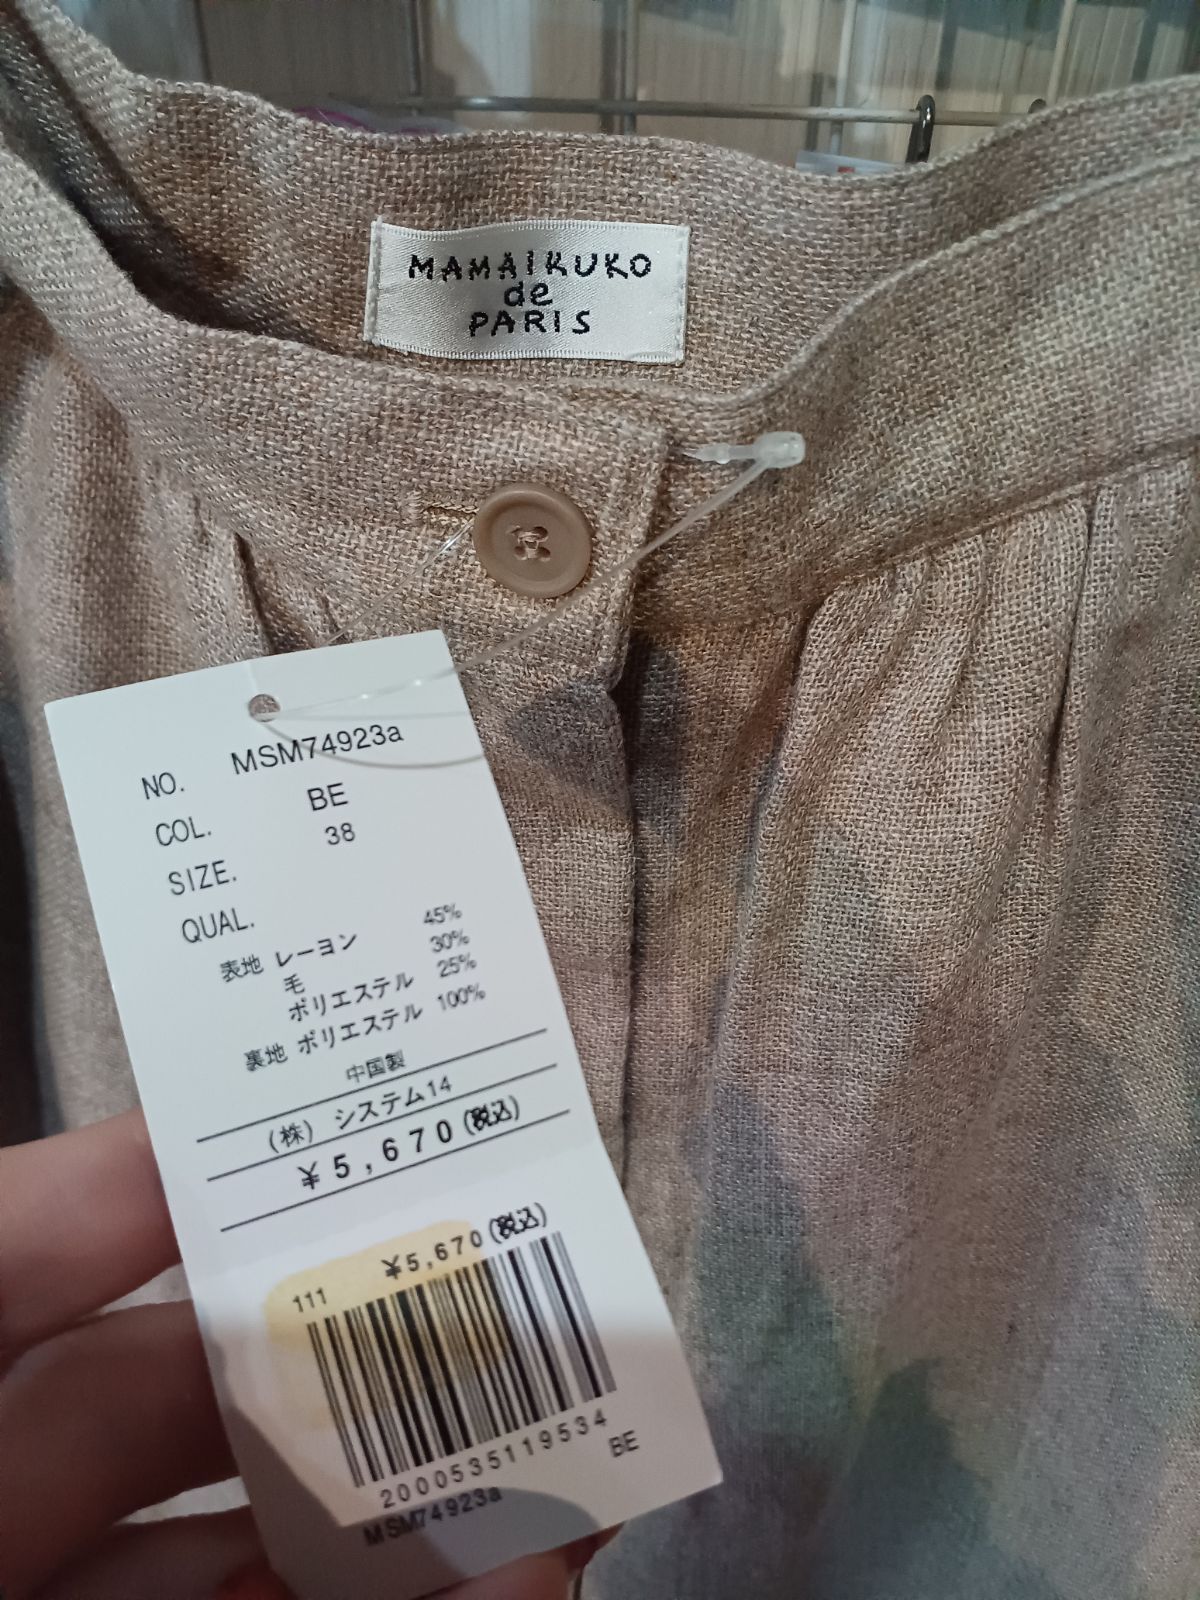 MAMAIKUKO
de
PARIS
NO. MSM74923a
COL. BE
SIZE. 38
QUAL.
表地 レーヨン 45%
毛 30%
ポリエステル 25%
裏地 ポリエステル 100%
中国製
(株) システム14
¥5,670(税込)
¥5,670(税込)
111
2000535119534
MSM74923a BE